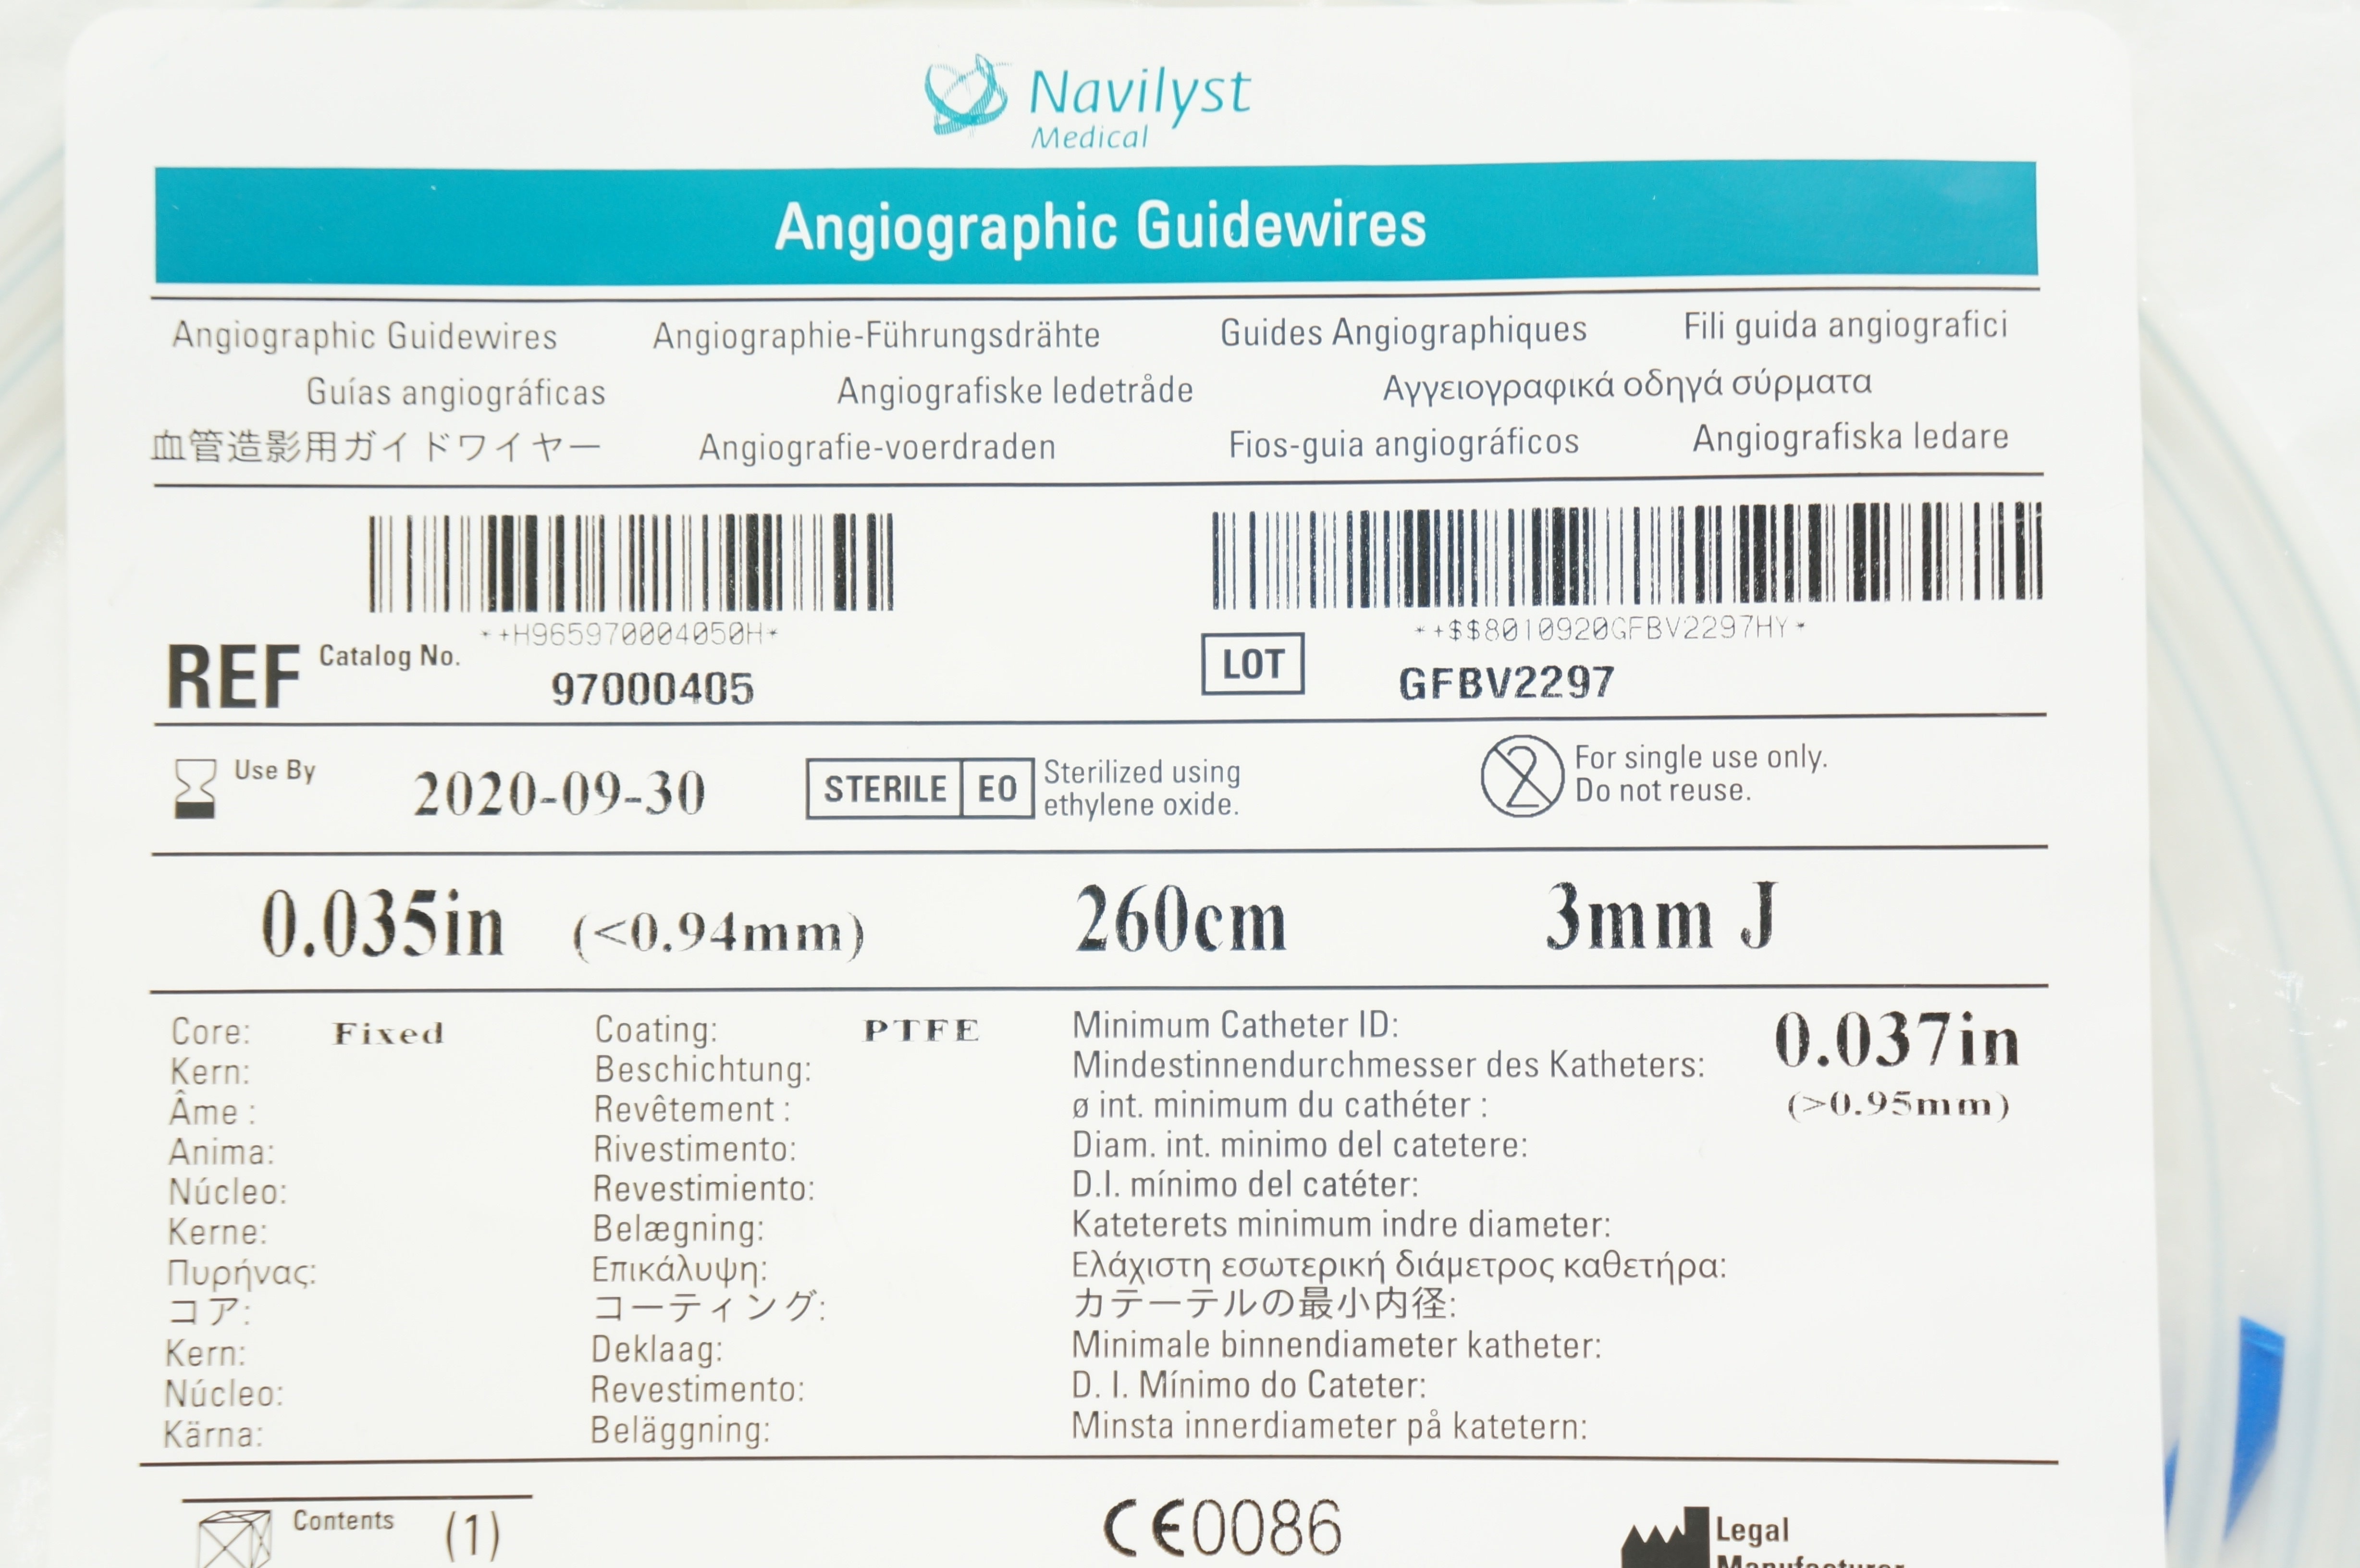 Navilyst
Medical
Angiographic Guidewires
Angiographic Guidewires Angiographie-Führungsdrähte Guides Angiographiques Fili guida angiografici
Guías angiográficas Angiografiske ledetråde Αγγειογραφικά οδηγά σύρματα
血管造影用ガイドワイヤー Angiografie-voerdraden Fios-guia angiográficos Angiografiska ledare
*+H965970004050H* *+$$8010920GFBV2297HY*
REF Catalog No. 97000405 LOT GFBV2297
Use By 2020-09-30 STERILE EO Sterilized using
ethylene oxide.
2 For single use only.
Do not reuse.
0.035in (<0.94mm) 260cm 3mm J
Core: Fixed Coating: PTFE Minimum Catheter ID: 0.037in
Kern: Beschichtung: Mindestinnendurchmesser des Katheters:
Âme : Revêtement : ø int. minimum du cathéter : (>0.95mm)
Anima: Rivestimento: Diam. int. minimo del catetere:
Núcleo: Revestimiento: D.I. mínimo del catéter:
Kerne: Belægning: Kateterets minimum indre diameter:
Πυρήνας: Επικάλυψη: Ελάχιστη εσωτερική διάμετρος καθετήρα:
コア: コーティング: カテーテルの最小内径:
Kern: Deklaag: Minimale binnendiameter katheter:
Núcleo: Revestimento: D. I. Mínimo do Cateter:
Kärna: Beläggning: Minsta innerdiameter på katetern:
Contents (1) CE0086 Legal
Manufacturer